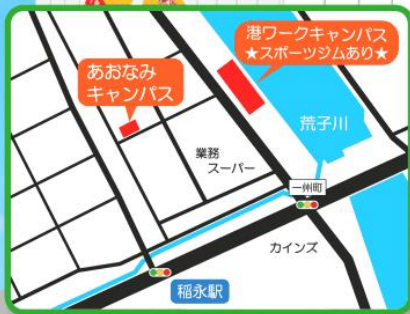 港ワークキャンパス
★スポーツジムあり★
あおなみ
キャンパス
荒子川
業務
スーパー
一州町
カインズ
稲永駅